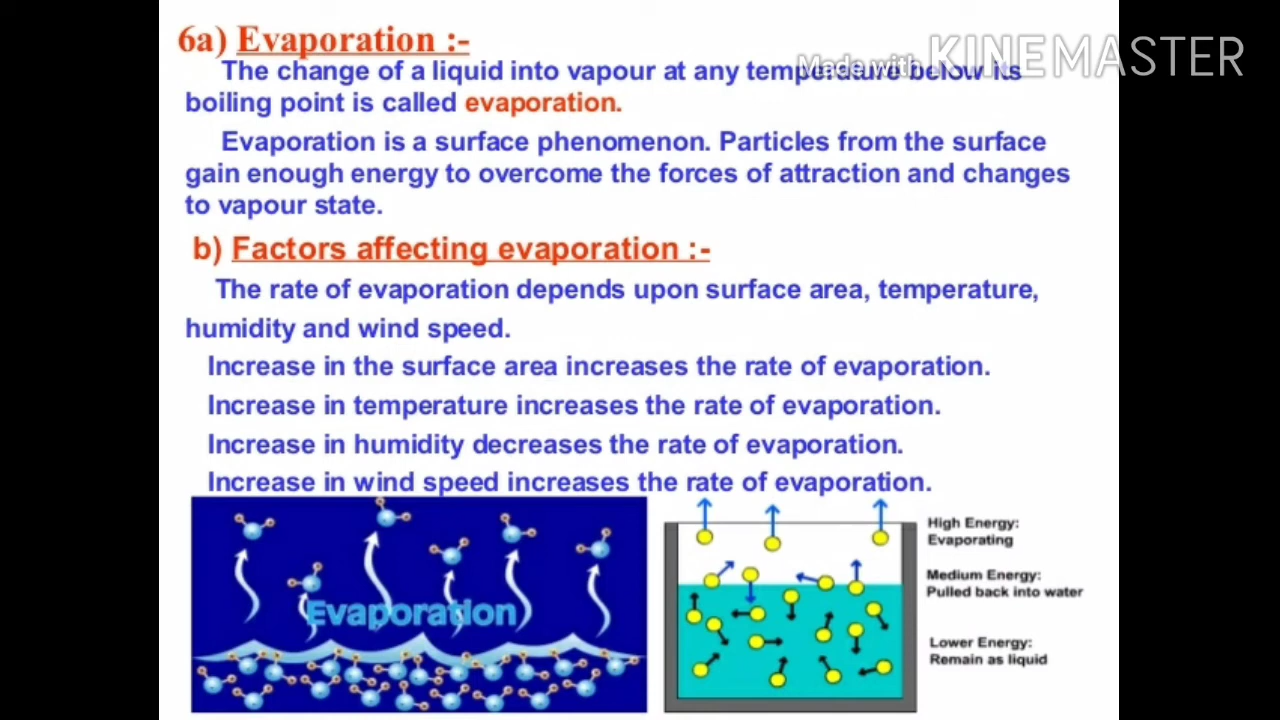 6a) Evaporation :-
Made with KINEMASTER
The change of a liquid into vapour at any temperature below its
boiling point is called evaporation.
Evaporation is a surface phenomenon. Particles from the surface
gain enough energy to overcome the forces of attraction and changes
to vapour state.
b) Factors affecting evaporation :-
The rate of evaporation depends upon surface area, temperature,
humidity and wind speed.
Increase in the surface area increases the rate of evaporation.
Increase in temperature increases the rate of evaporation.
Increase in humidity decreases the rate of evaporation.
Increase in wind speed increases the rate of evaporation.
Evaporation
High Energy:
Evaporating
Medium Energy:
Pulled back into water
Lower Energy:
Remain as liquid